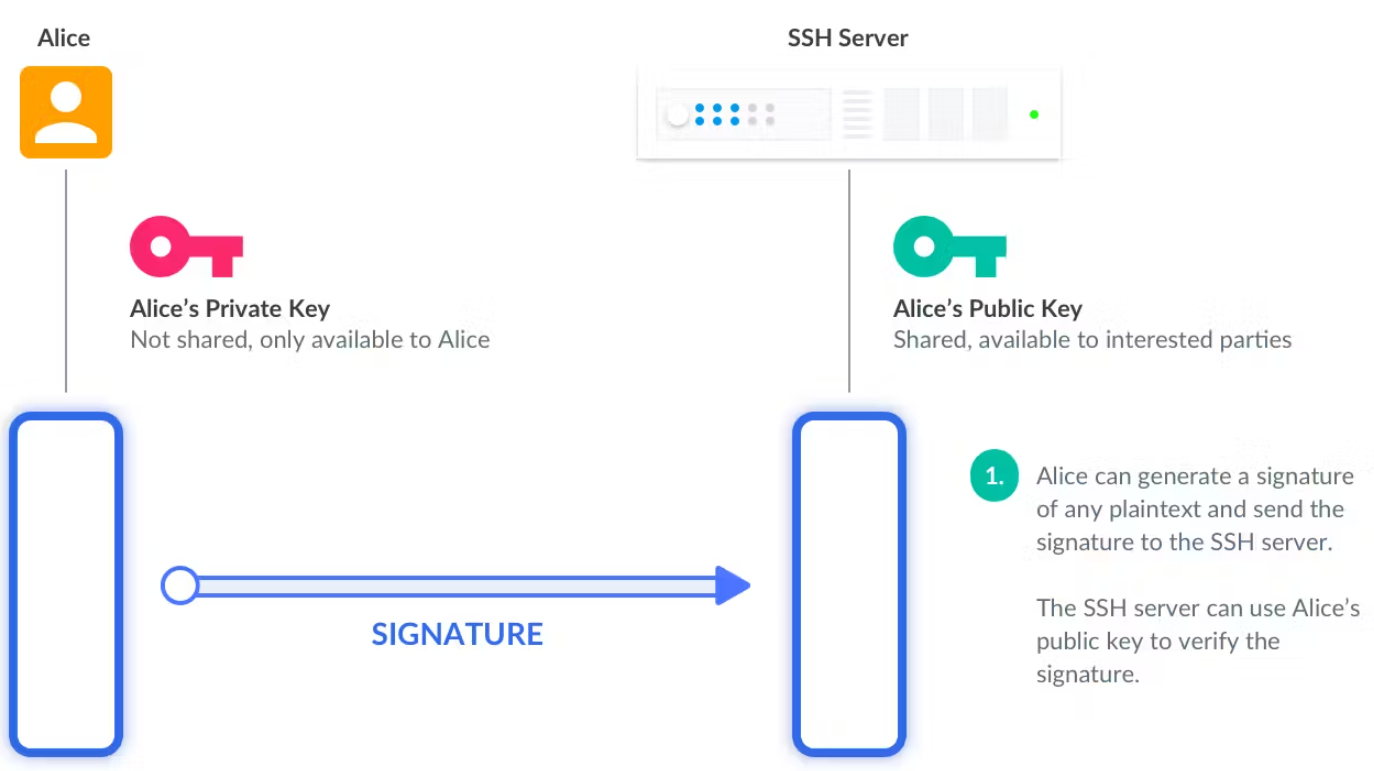 Alice
SSH Server
Alice’s Private Key
Not shared, only available to Alice
Alice’s Public Key
Shared, available to interested parties
1.
Alice can generate a signature
of any plaintext and send the
signature to the SSH server.
The SSH server can use Alice’s
public key to verify the
signature.
SIGNATURE